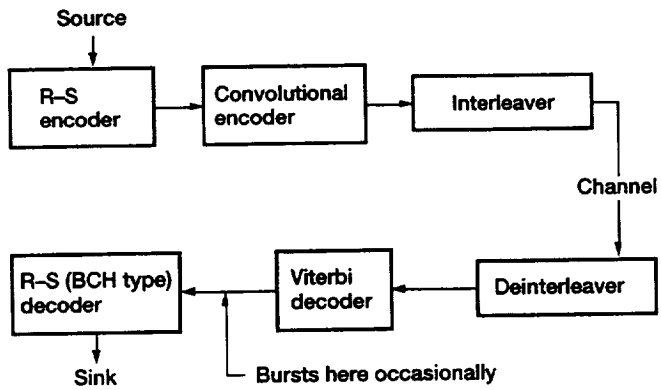 Source
R–S
encoder
Convolutional
encoder
Interleaver
Channel
R–S (BCH type)
decoder
Viterbi
decoder
Deinterleaver
Sink
Bursts here occasionally